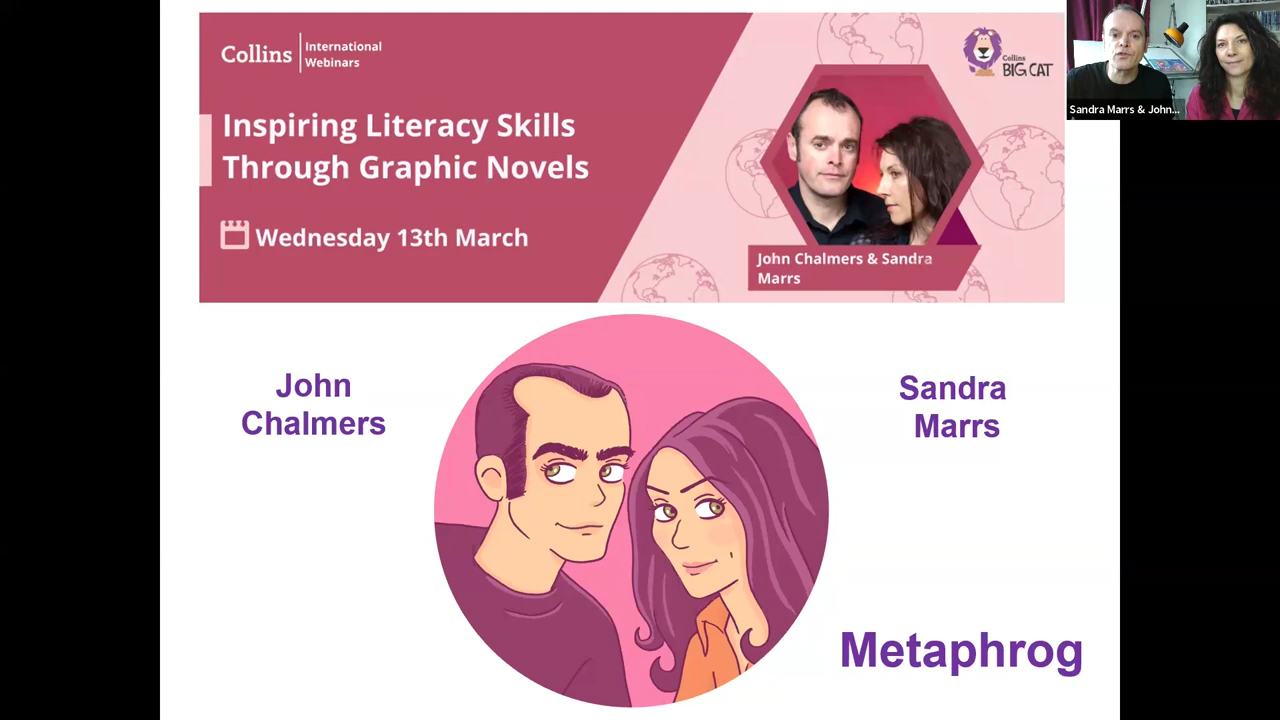 Collins
International
Webinars
Inspiring Literacy Skills
Through Graphic Novels
Wednesday 13th March
Collins
BIG CAT
John Chalmers & Sandra
Marrs
Sandra Marrs & John...
John
Chalmers
Sandra
Marrs
Metaphrog